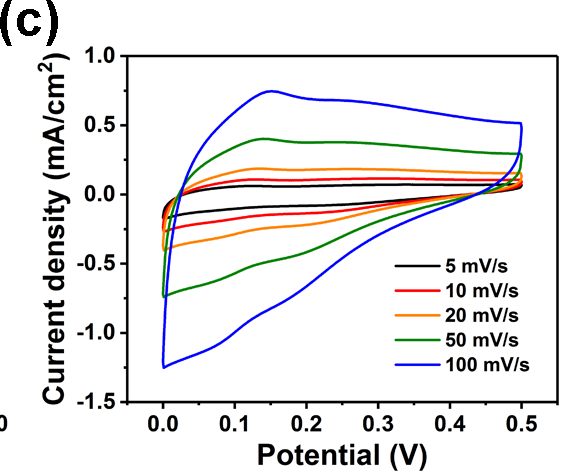 (c)
Current density (mA/cm²)
1.0
0.5
0.0
-0.5
-1.0
-1.5
5 mV/s
10 mV/s
20 mV/s
50 mV/s
100 mV/s
0
0.0 0.1 0.2 0.3 0.4 0.5
Potential (V)